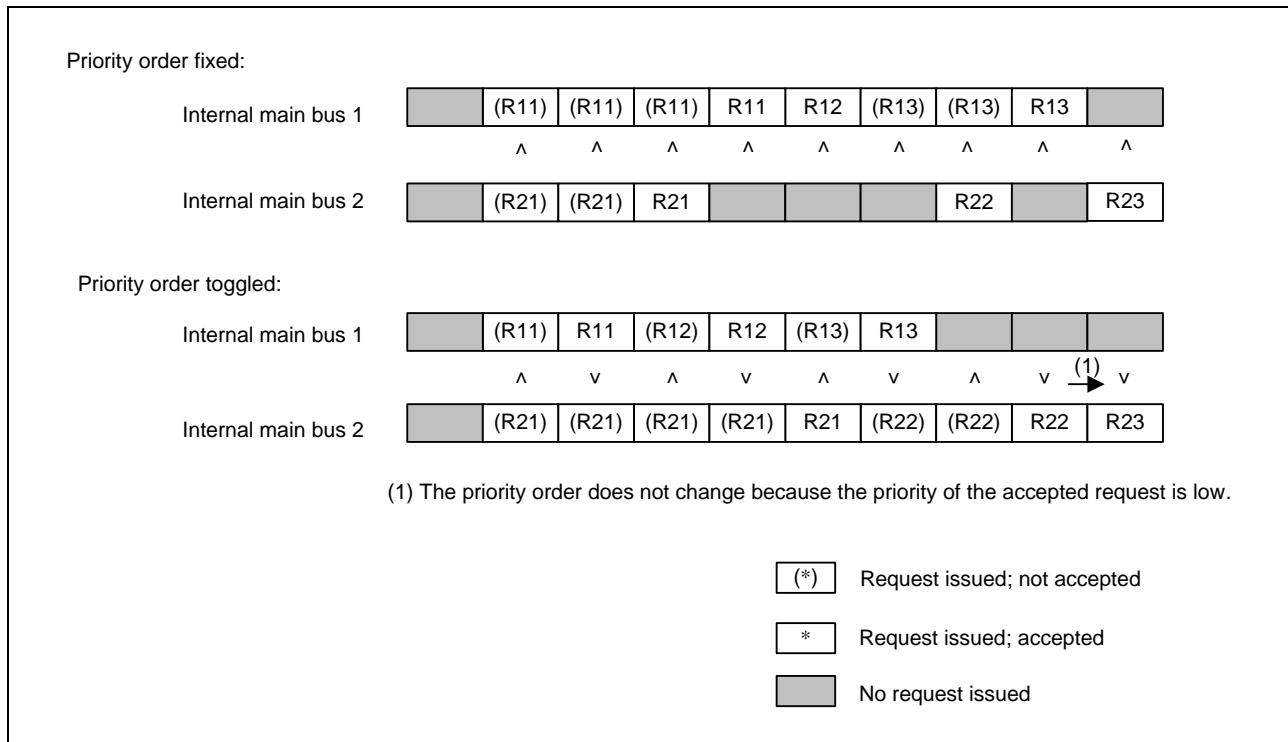 Priority order fixed:
Internal main bus 1 (R11) (R11) (R11) R11 R12 (R13) (R13) R13
˄ ˄ ˄ ˄ ˄ ˄ ˄ ˄ ˄
Internal main bus 2 (R21) (R21) R21 R22 R23
Priority order toggled:
Internal main bus 1 (R11) R11 (R12) R12 (R13) R13
˄ ˅ ˄ ˅ ˄ ˅ ˄ ˅ (1) ˅
Internal main bus 2 (R21) (R21) (R21) (R21) R21 (R22) (R22) R22 R23
(1) The priority order does not change because the priority of the accepted request is low.
(*) Request issued; not accepted
* Request issued; accepted
No request issued